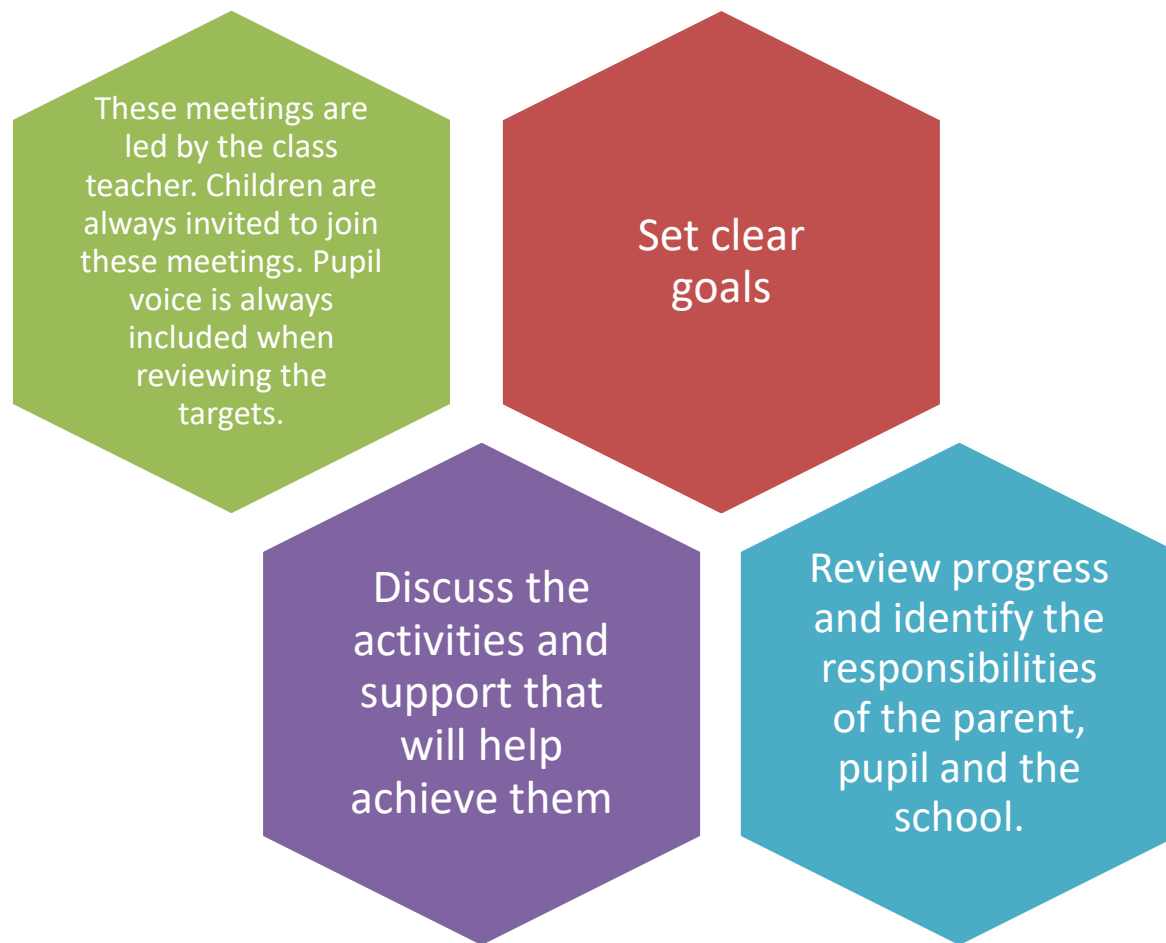 These meetings are
led by the class
teacher. Children are
always invited to join
these meetings. Pupil
voice is always
included when
reviewing the
targets.
Set clear
goals
Discuss the
activities and
support that
will help
achieve them
Review progress
and identify the
responsibilities
of the parent,
pupil and the
school.